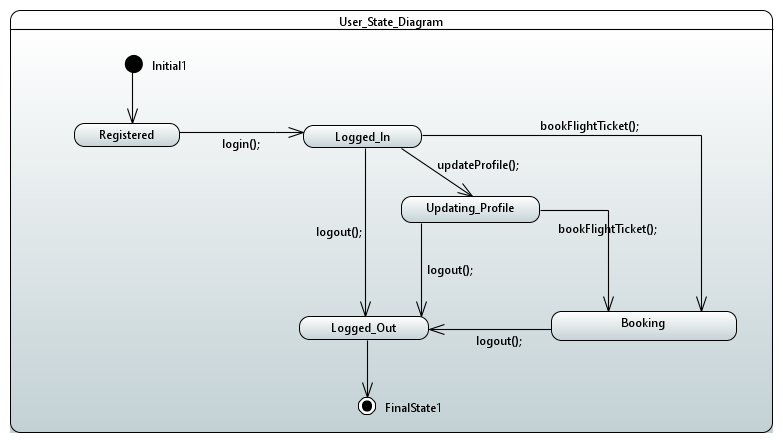 User_State_Diagram
Initial1
Registered
login();
Logged_In
bookFlightTicket();
updateProfile();
Updating_Profile
logout();
bookFlightTicket();
logout();
Logged_Out
logout();
Booking
FinalState1